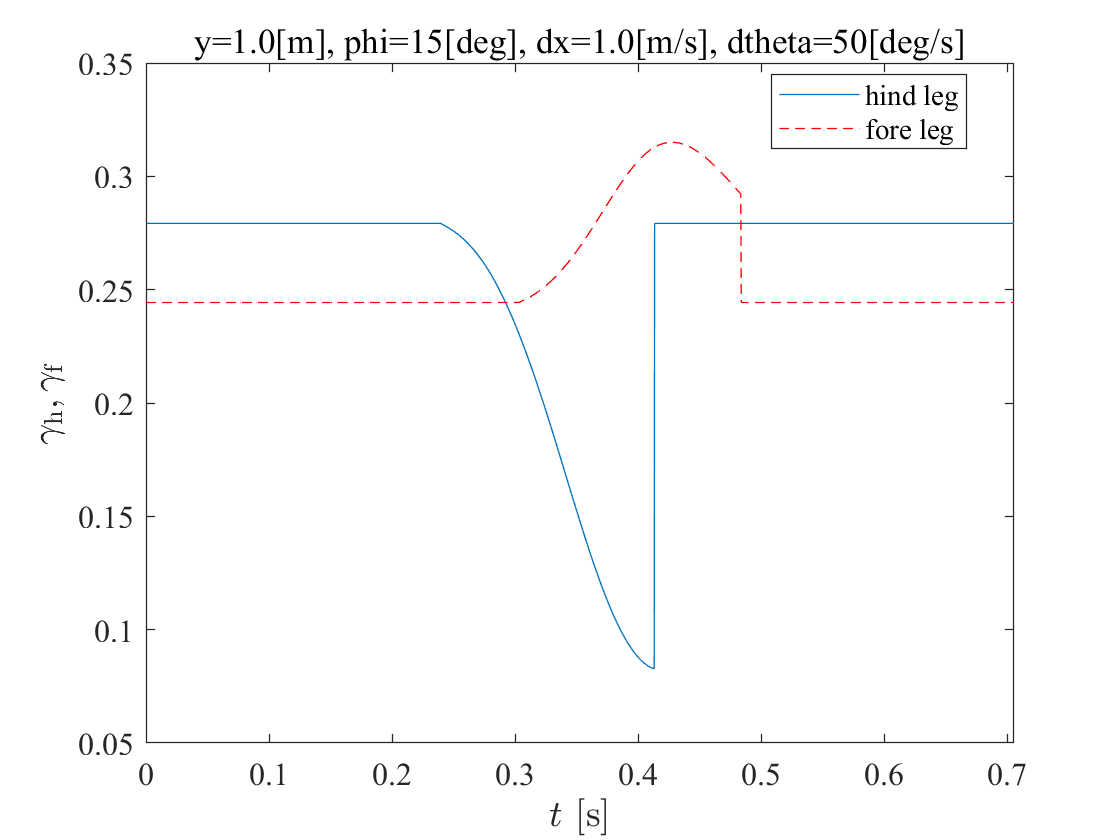 y=1.0[m], phi=15[deg], dx=1.0[m/s], dtheta=50[deg/s]
0.35
0.3
0.25
0.2
0.15
0.1
0.05
γh, γf
hind leg
fore leg
0 0.1 0.2 0.3 0.4 0.5 0.6 0.7
t [s]